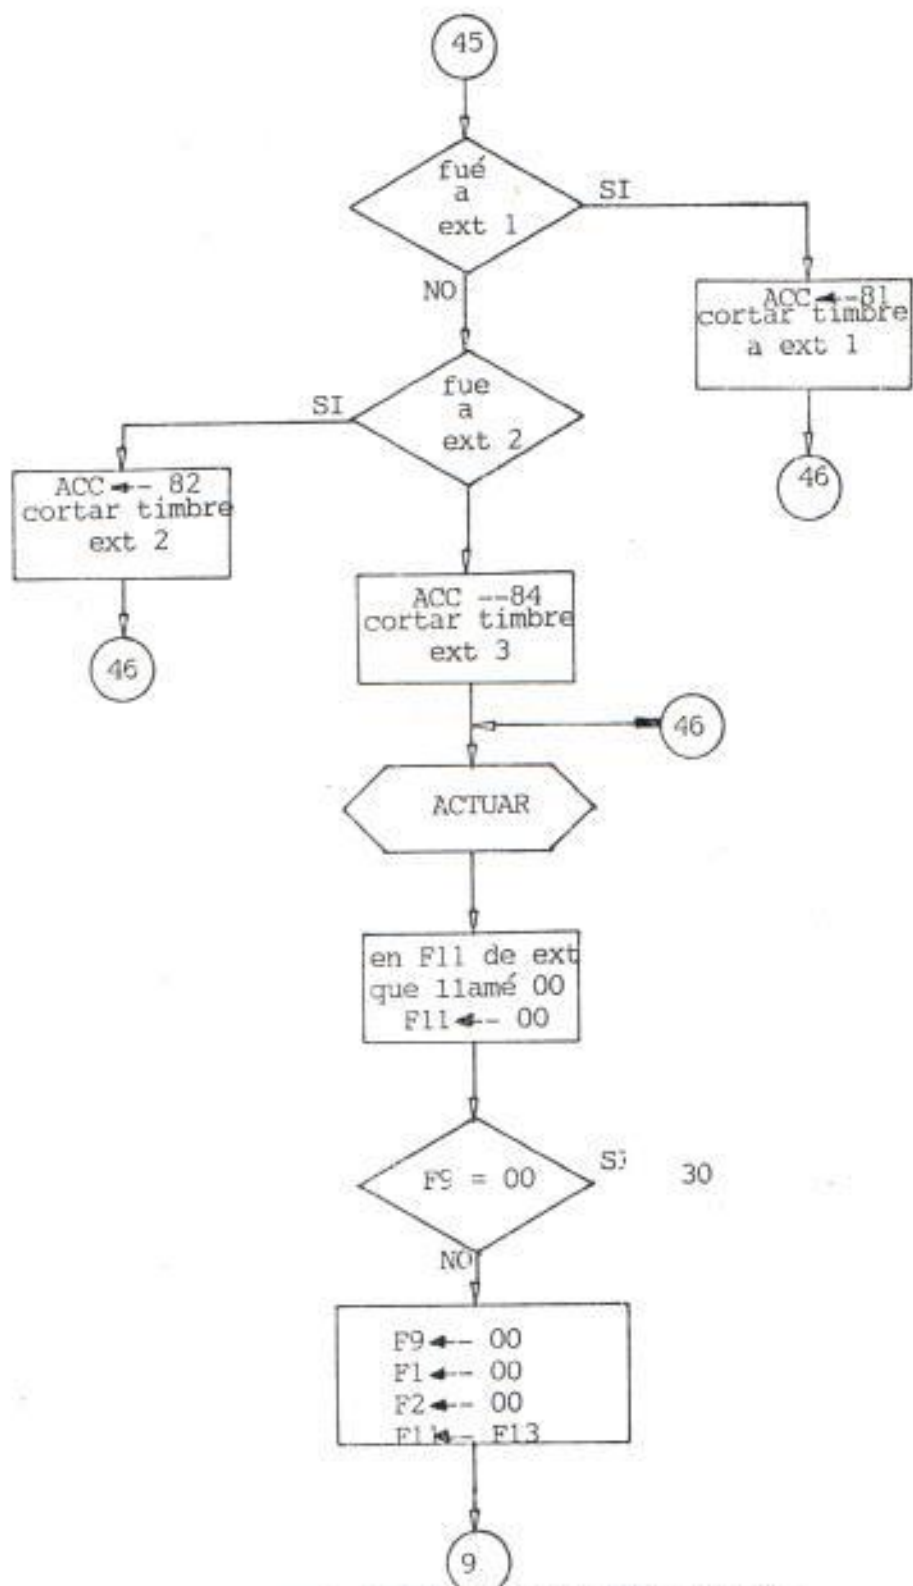 45
fué
a
ext 1
SI
NO
ACC ◄--81
cortar timbre
a ext 1
46
fue
a
ext 2
SI
ACC ◄-- 82
cortar timbre
ext 2
46
ACC --84
cortar timbre
ext 3
46
ACTUAR
en F11 de ext
que llamé 00
F11 ◄-- 00
F9 = 00
SI
30
NO
F9 ◄-- 00
F1 ◄-- 00
F2 ◄-- 00
F11 ◄-- F13
9